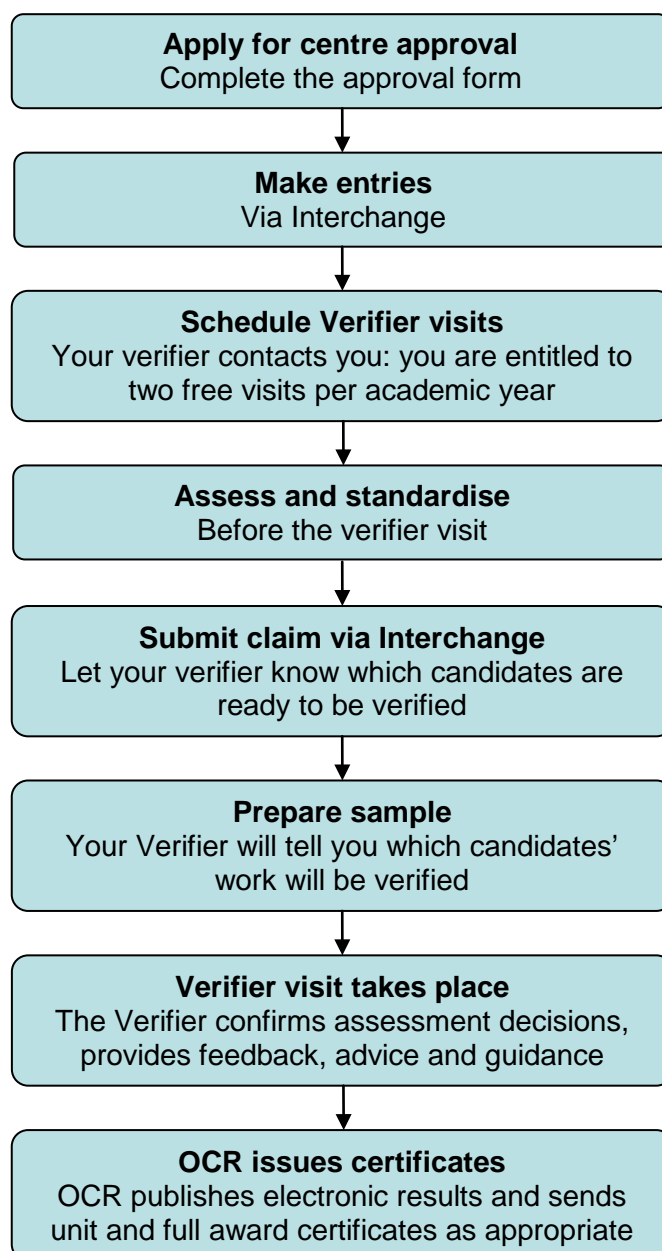 Apply for centre approval
Complete the approval form
Make entries
Via Interchange
Schedule Verifier visits
Your verifier contacts you: you are entitled to
two free visits per academic year
Assess and standardise
Before the verifier visit
Submit claim via Interchange
Let your verifier know which candidates are
ready to be verified
Prepare sample
Your Verifier will tell you which candidates’
work will be verified
Verifier visit takes place
The Verifier confirms assessment decisions,
provides feedback, advice and guidance
OCR issues certificates
OCR publishes electronic results and sends
unit and full award certificates as appropriate